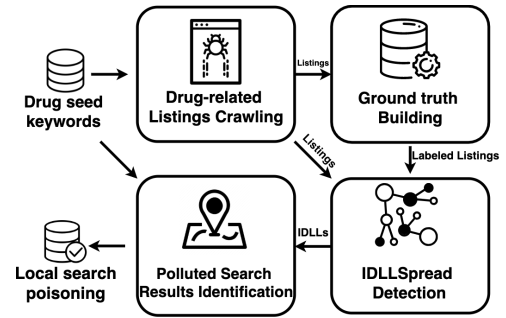 Drug seed
keywords
Drug-related
Listings Crawling
Listings
Ground truth
Building
Listings
Labeled Listings
Local search
poisoning
Polluted Search
Results Identification
IDLLs
IDLLSpread
Detection